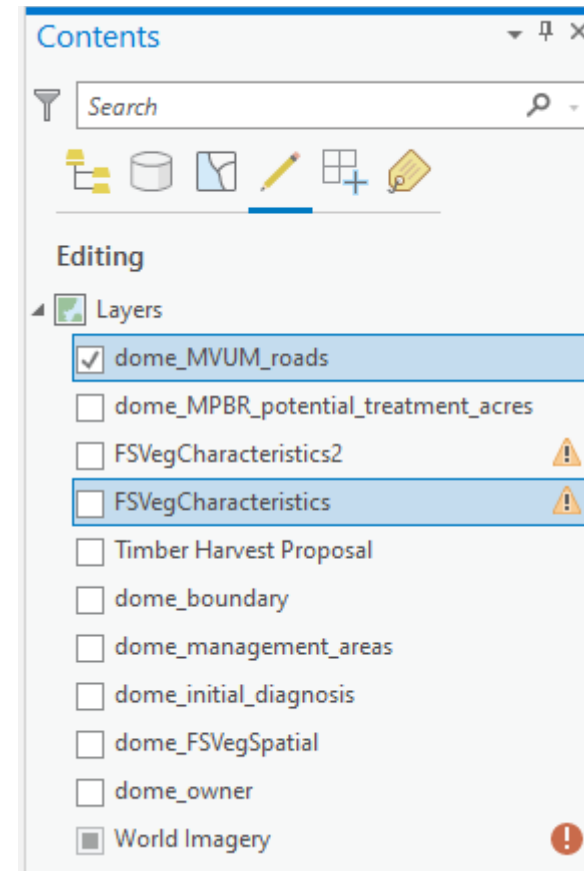 Contents
Search
Editing
Layers
dome_MVUM_roads
dome_MPBR_potential_treatment_acres
FSVegCharacteristics2
FSVegCharacteristics
Timber Harvest Proposal
dome_boundary
dome_management_areas
dome_initial_diagnosis
dome_FSVegSpatial
dome_owner
World Imagery